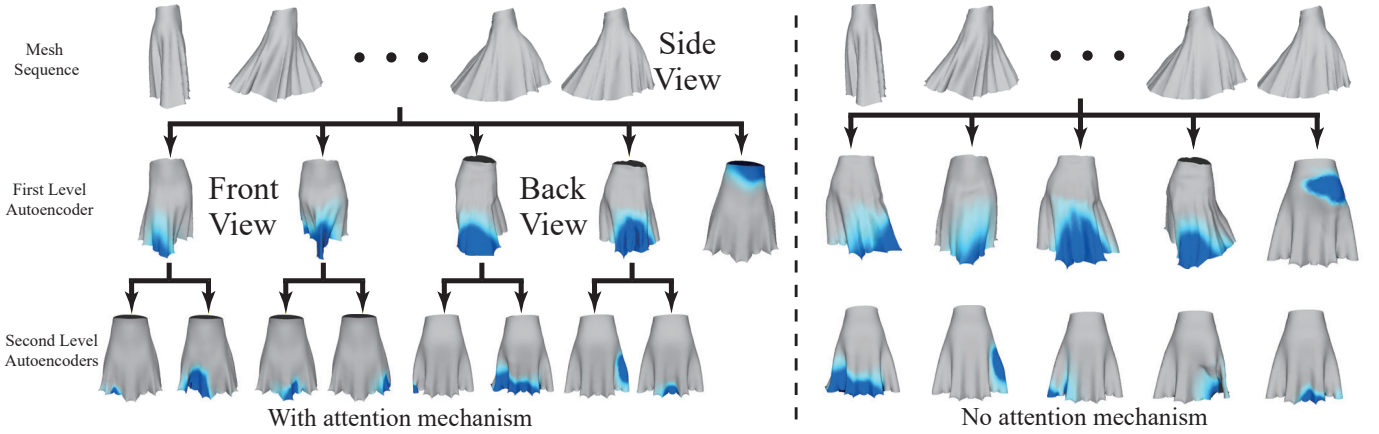 Mesh
Sequence
Side
View
First Level
Autoencoder
Front
View
Back
View
Second Level
Autoencoders
With attention mechanism
No attention mechanism